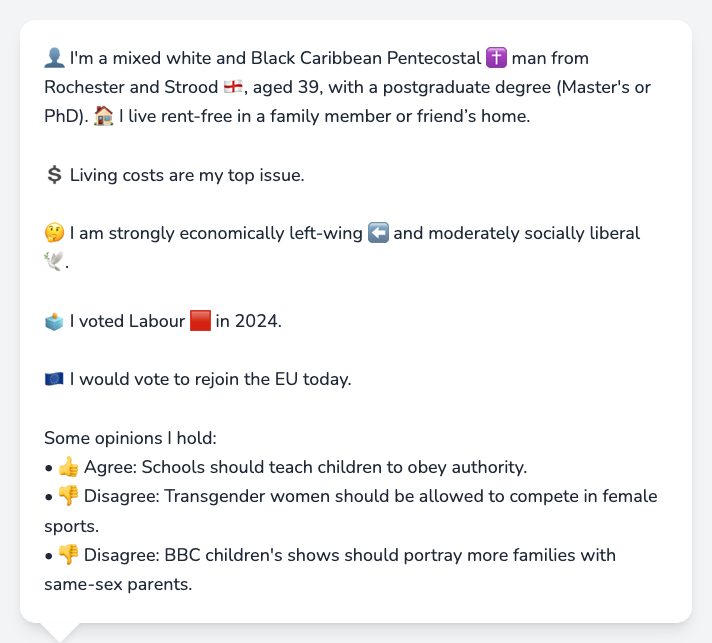 👤 I'm a mixed white and Black Caribbean Pentecostal ✝️ man from
Rochester and Strood 🏴󠁧󠁢󠁥󠁮󠁧󠁿, aged 39, with a postgraduate degree (Master's or
PhD). 🏠 I live rent-free in a family member or friend’s home.
💲 Living costs are my top issue.
🤔 I am strongly economically left-wing ⬅️ and moderately socially liberal
🕊️.
🗳️ I voted Labour 🟥 in 2024.
🇪🇺 I would vote to rejoin the EU today.
Some opinions I hold:
• 👍 Agree: Schools should teach children to obey authority.
• 👎 Disagree: Transgender women should be allowed to compete in female
sports.
• 👎 Disagree: BBC children's shows should portray more families with
same-sex parents.